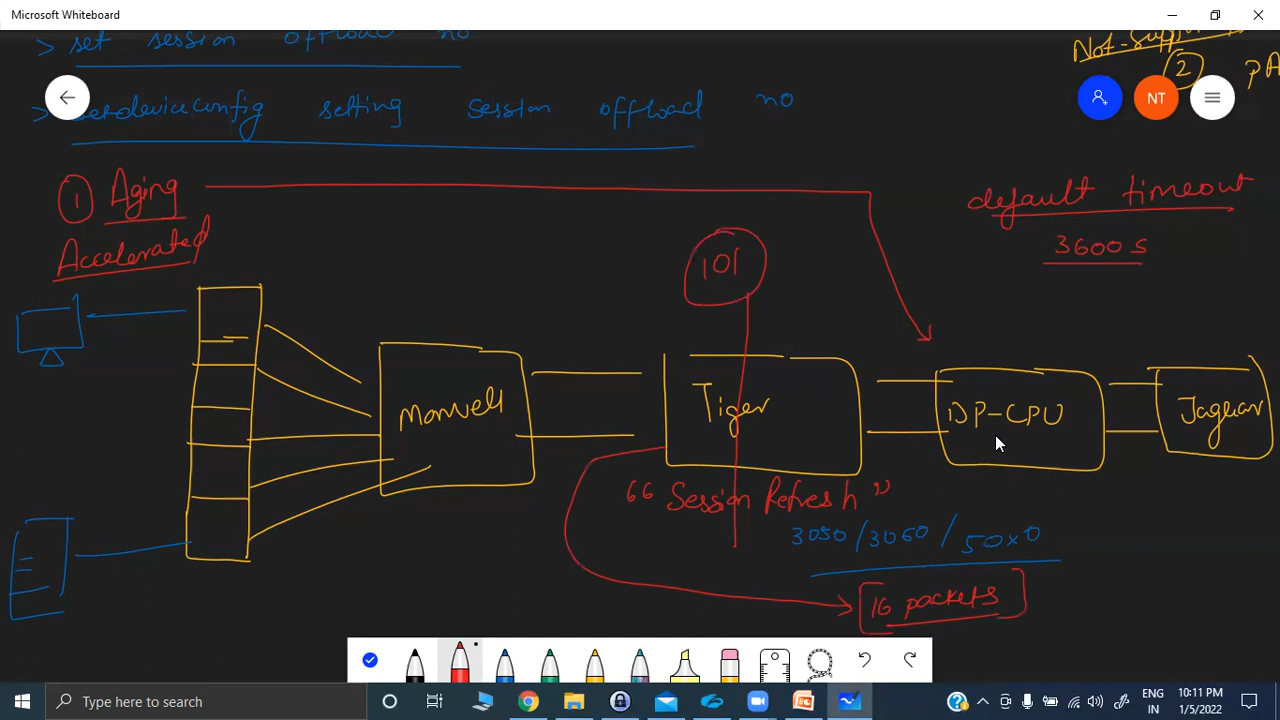 Microsoft Whiteboard
> set session offload no
Not-Suppor
2
PA
> set deviceconfig setting session offload no
NT
1 Aging
Accelerated
default timeout
3600 s
101
Marvell
Tiger
DP-CPU
Jaguar
"Session Refresh"
3050/3060/50x0
[16 packets]
Type here to search
ENG
IN
10:11 PM
1/5/2022